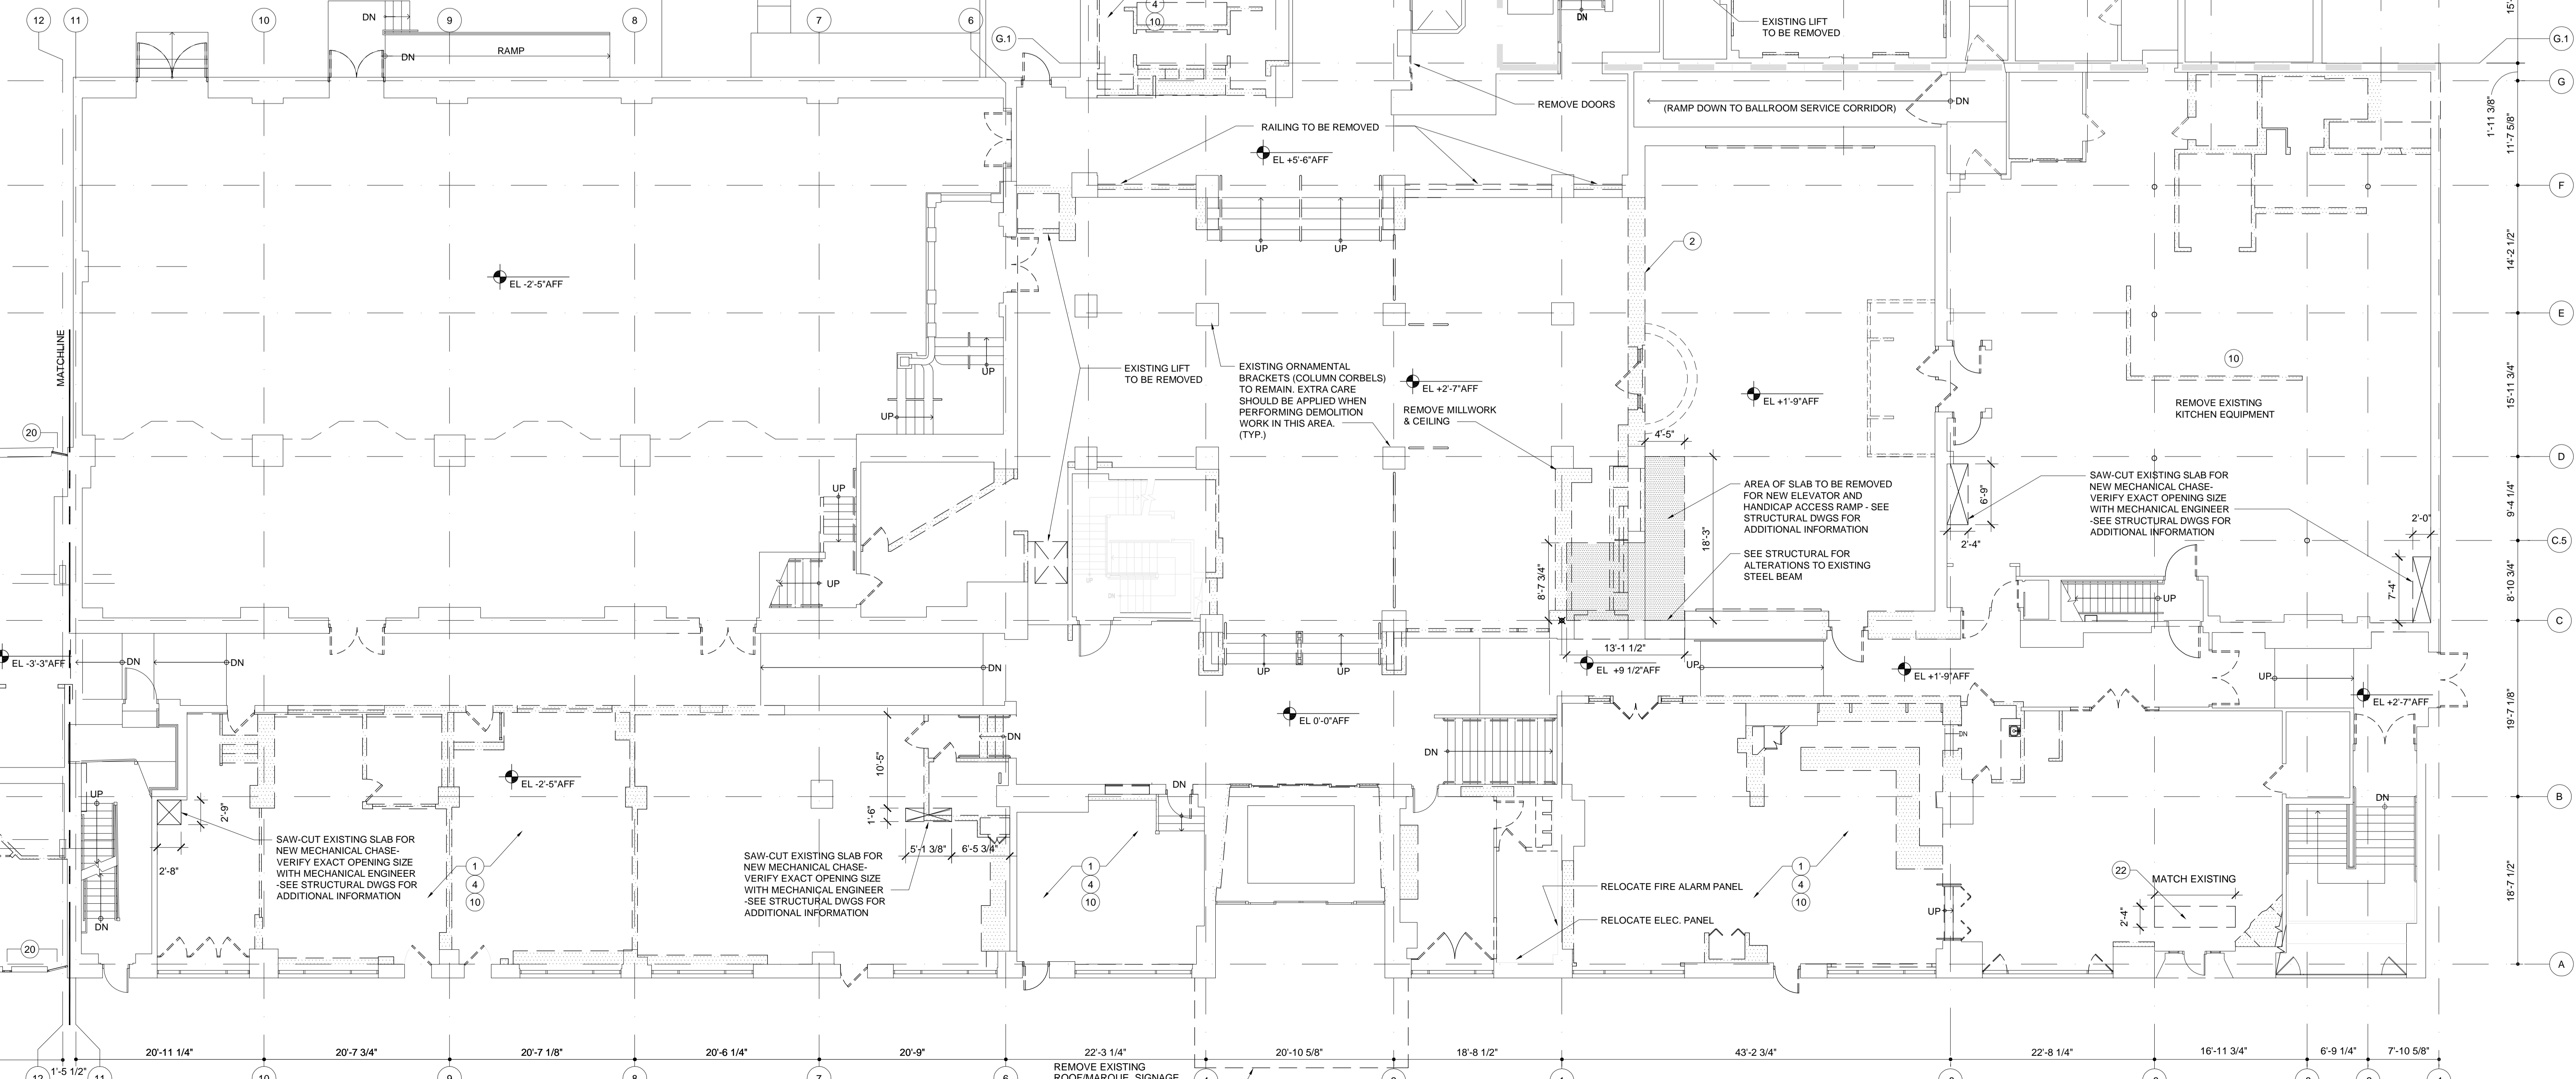 12
11
10
9
8
7
6
DN
DN
RAMP
G.1
4
10
DN
EXISTING LIFT
TO BE REMOVED
15'-
G.1
G
REMOVE DOORS
(RAMP DOWN TO BALLROOM SERVICE CORRIDOR)
DN
RAILING TO BE REMOVED
EL +5'-6"AFF
1'-11 3/8"
11'-7 5/8"
F
UP
UP
2
14'-2 1/2"
EL -2'-5"AFF
E
MATCHLINE
UP
UP
EXISTING LIFT
TO BE REMOVED
EXISTING ORNAMENTAL
BRACKETS (COLUMN CORBELS)
TO REMAIN. EXTRA CARE
SHOULD BE APPLIED WHEN
PERFORMING DEMOLITION
WORK IN THIS AREA.
(TYP.)
EL +2'-7"AFF
REMOVE MILLWORK
& CEILING
EL +1'-9"AFF
10
REMOVE EXISTING
KITCHEN EQUIPMENT
15'-11 3/4"
20
4'-5"
D
UP
UP
AREA OF SLAB TO BE REMOVED
FOR NEW ELEVATOR AND
HANDICAP ACCESS RAMP - SEE
STRUCTURAL DWGS FOR
ADDITIONAL INFORMATION
18'-3"
SEE STRUCTURAL FOR
ALTERATIONS TO EXISTING
STEEL BEAM
8'-7 3/4"
6'-9"
2'-4"
SAW-CUT EXISTING SLAB FOR
NEW MECHANICAL CHASE-
VERIFY EXACT OPENING SIZE
WITH MECHANICAL ENGINEER
-SEE STRUCTURAL DWGS FOR
ADDITIONAL INFORMATION
2'-0"
9'-4 1/4"
C.5
UP
DN
UP
7'-4"
8'-10 3/4"
C
13'-1 1/2"
EL -3'-3"AFF
DN
DN
DN
UP
UP
EL +9 1/2"AFF
UP
EL +1'-9"AFF
UP
EL +2'-7"AFF
EL 0'-0"AFF
19'-7 1/8"
10'-5"
DN
DN
DN
EL -2'-5"AFF
DN
UP
DN
B
2'-9"
1'-6"
SAW-CUT EXISTING SLAB FOR
NEW MECHANICAL CHASE-
VERIFY EXACT OPENING SIZE
WITH MECHANICAL ENGINEER
-SEE STRUCTURAL DWGS FOR
ADDITIONAL INFORMATION
2'-8"
1
4
10
5'-1 3/8"
6'-5 3/4"
SAW-CUT EXISTING SLAB FOR
NEW MECHANICAL CHASE-
VERIFY EXACT OPENING SIZE
WITH MECHANICAL ENGINEER
-SEE STRUCTURAL DWGS FOR
ADDITIONAL INFORMATION
1
4
10
RELOCATE FIRE ALARM PANEL
RELOCATE ELEC. PANEL
1
4
10
22
MATCH EXISTING
2'-4"
UP
18'-7 1/2"
DN
20
A
20'-11 1/4"
20'-7 3/4"
20'-7 1/8"
20'-6 1/4"
20'-9"
22'-3 1/4"
20'-10 5/8"
18'-8 1/2"
43'-2 3/4"
22'-8 1/4"
16'-11 3/4"
6'-9 1/4"
7'-10 5/8"
1'-5 1/2"
12
11
10
9
8
7
6
REMOVE EXISTING
ROOF/MARQUE, SIGNAGE